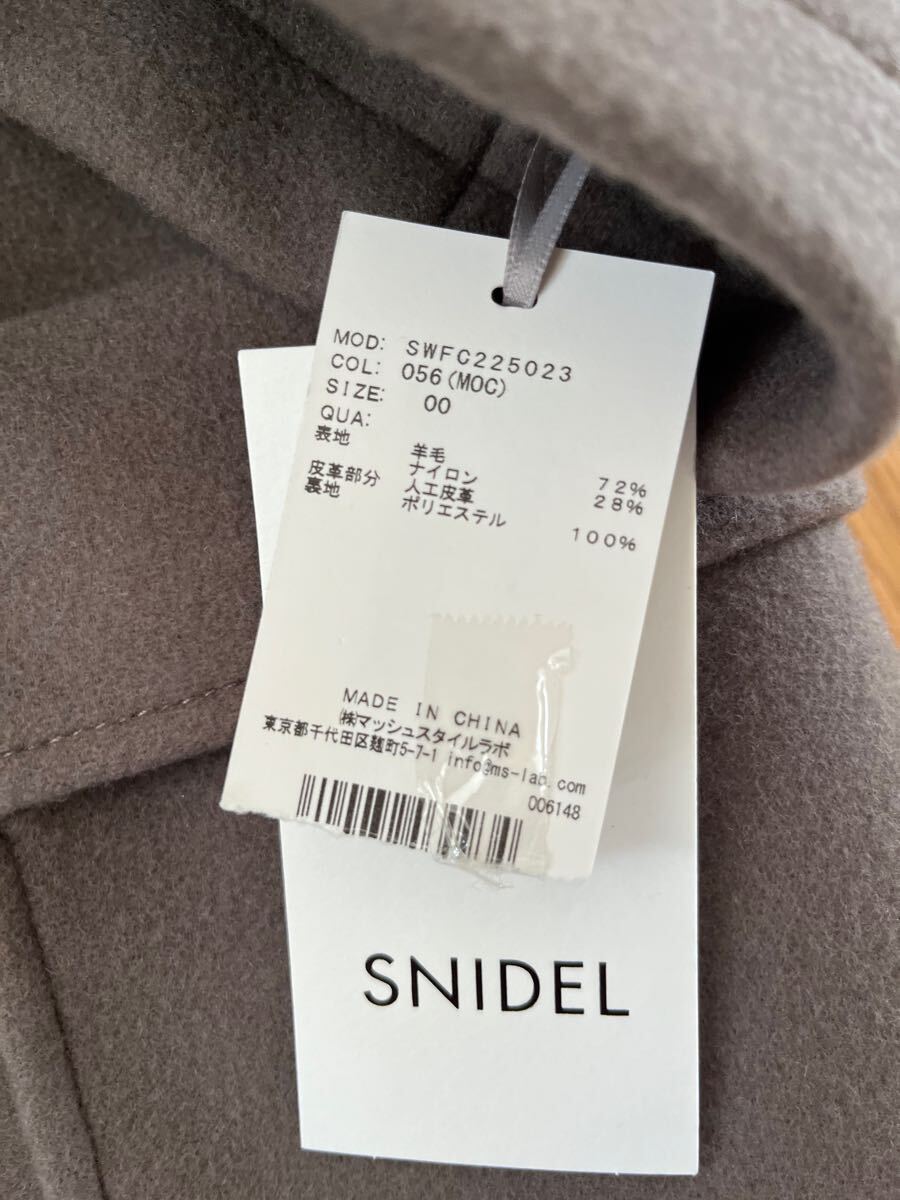 MOD: SWFC225023
COL: 056(MOC)
SIZE: 00
QUA:
表地 羊毛 72%
ナイロン 28%
皮革部分 人工皮革
裏地 ポリエステル 100%
MADE IN CHINA
㈱マッシュスタイルラボ
東京都千代田区麹町5-7-1 info@ms-lab.com
006148
SNIDEL